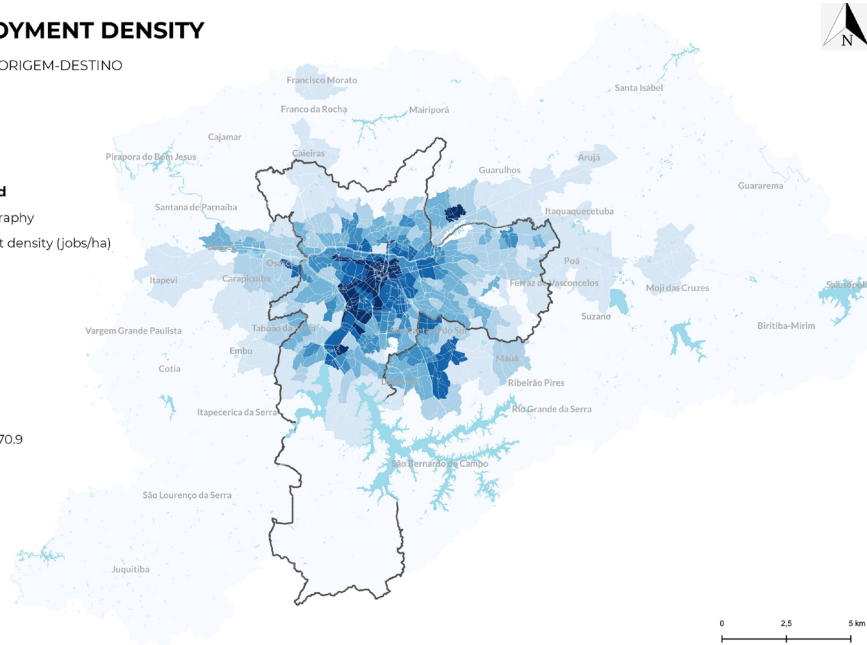 OYMENT DENSITY
ORIGEM-DESTINO
N
Francisco Morato
Santa Isabel
Franco da Rocha
Mairiporã
Cajamar
Pirapora do Bom Jesus
Caieiras
Arujá
Guarulhos
Guararema
d
Santana de Parnaíba
Itaquaquecetuba
raphy
t density (jobs/ha)
Poá
Itapevi
Carapicuíba
Ferraz de Vasconcelos
Moji das Cruzes
Suzano
Biritiba-Mirim
Vargem Grande Paulista
Taboão da
Embu
Mauá
Cotia
Ribeirão Pires
Itapecerica da Serra
Rio Grande da Serra
70.9
São Bernardo do Campo
São Lourenço da Serra
Juquitiba
0 2,5 5 km